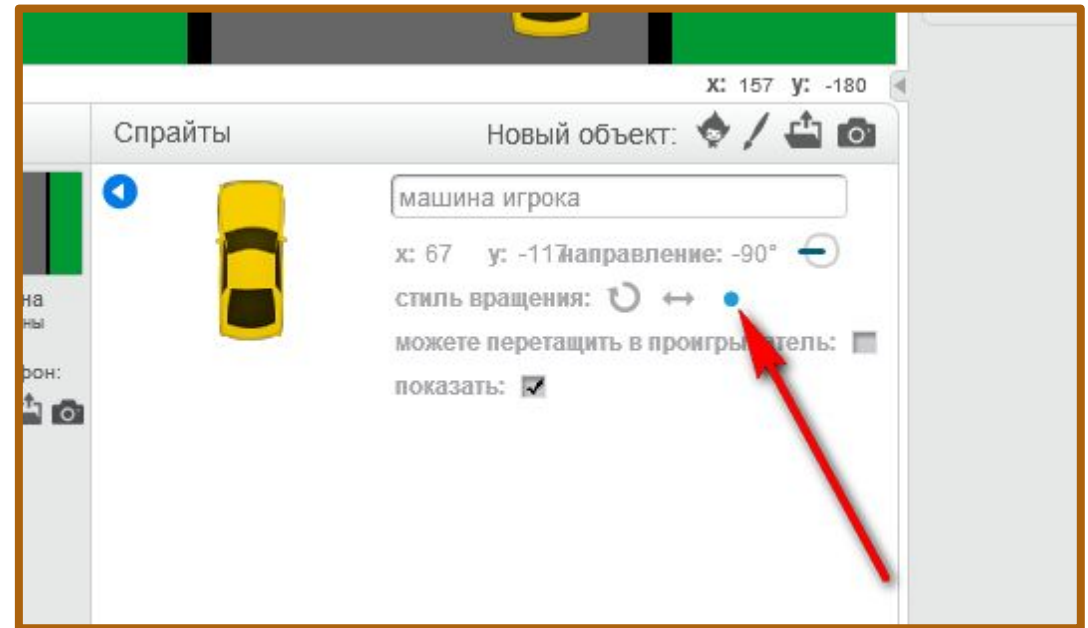 x: 157 y: -180
Спрайты Новый объект:
машина игрока
x: 67 y: -117 направление: -90°
стиль вращения:
на
ны
можете перетащить в проигрыватель:
фон:
показать: